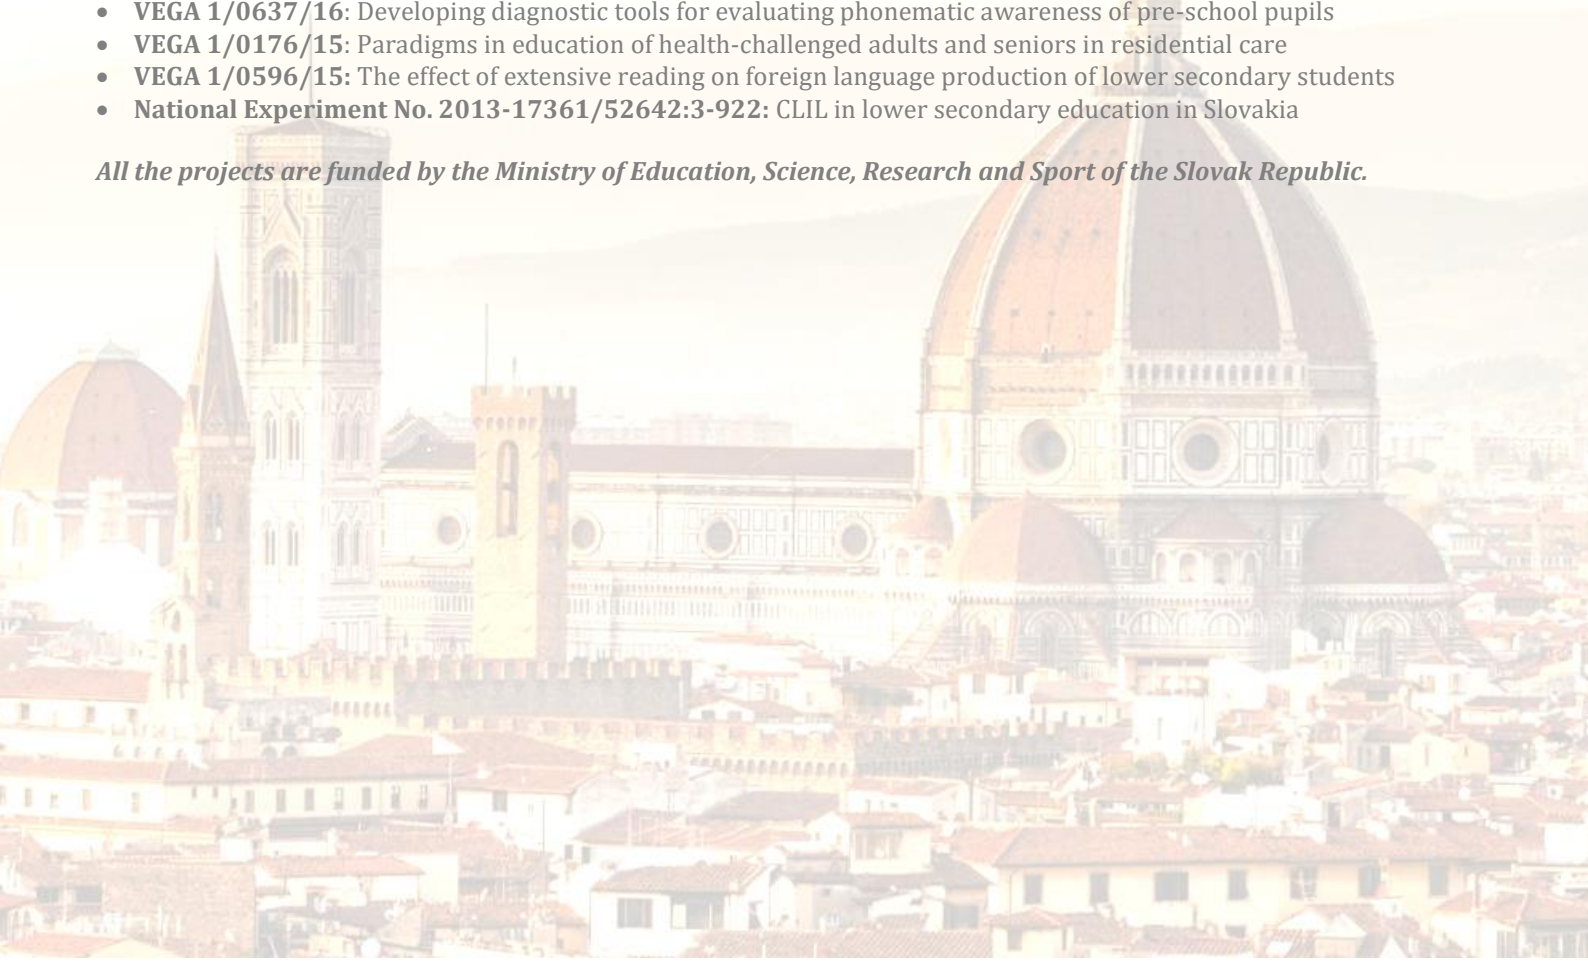 • VEGA 1/0637/16: Developing diagnostic tools for evaluating phonematic awareness of pre-school pupils
• VEGA 1/0176/15: Paradigms in education of health-challenged adults and seniors in residential care
• VEGA 1/0596/15: The effect of extensive reading on foreign language production of lower secondary students
• National Experiment No. 2013-17361/52642:3-922: CLIL in lower secondary education in Slovakia
All the projects are funded by the Ministry of Education, Science, Research and Sport of the Slovak Republic.